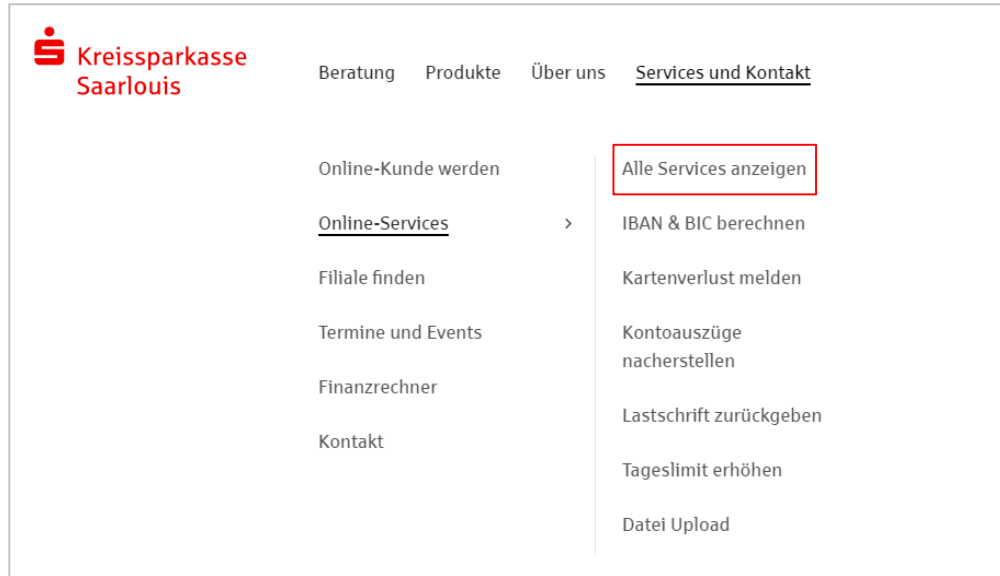 Kreissparkasse
Saarlouis
Beratung Produkte Über uns Services und Kontakt
Online-Kunde werden
Online-Services
Filiale finden
Termine und Events
Finanzrechner
Kontakt
Alle Services anzeigen
IBAN & BIC berechnen
Kartenverlust melden
Kontoauszüge
nacherstellen
Lastschrift zurückgeben
Tageslimit erhöhen
Datei Upload